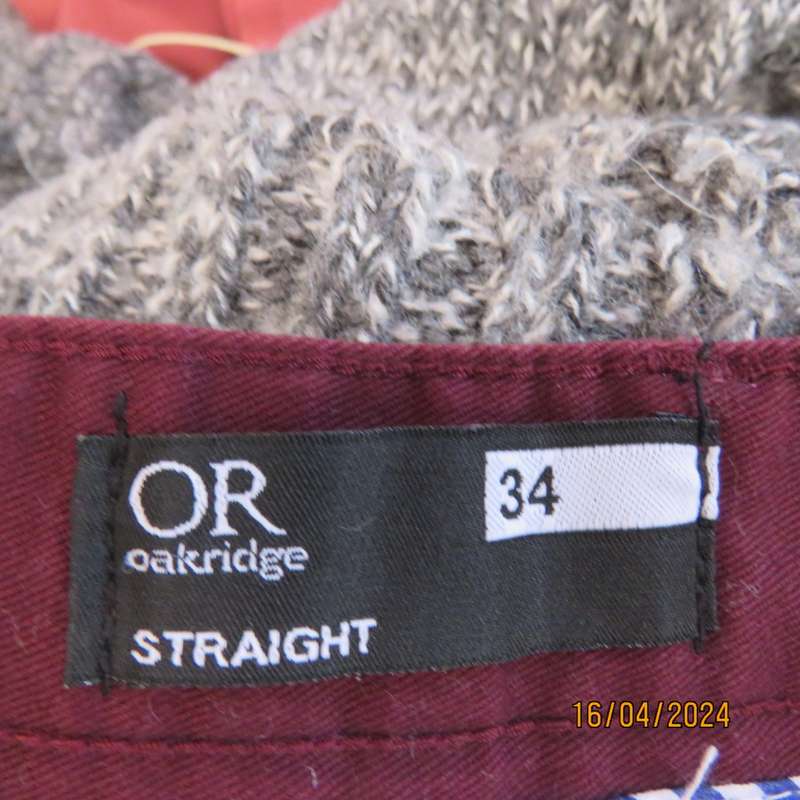 OR
34
oakridge
STRAIGHT
16/04/2024